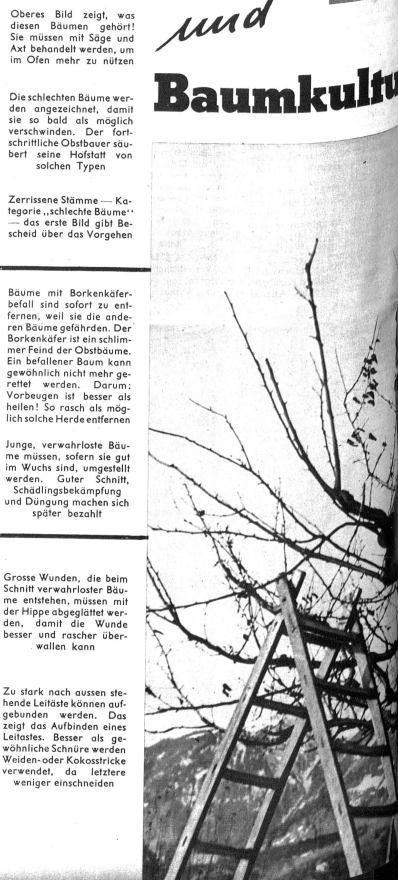 Oberes Bild zeigt, was
diesen Bäumen gehört!
Sie müssen mit Säge und
Axt behandelt werden, um
im Ofen mehr zu nützen
Die schlechten Bäume wer-
den angezeichnet, damit
sie so bald als möglich
verschwinden. Der fort-
schrittliche Obstbauer säu-
bert seine Hofstatt von
solchen Typen
Zerrissene Stämme — Ka-
tegorie „schlechte Bäume"
— das erste Bild gibt Be-
scheid über das Vorgehen
Bäume mit Borkenkäfer-
befall sind sofort zu ent-
fernen, weil sie die ande-
ren Bäume gefährden. Der
Borkenkäfer ist ein schlim-
mer Feind der Obstbäume.
Ein befallener Baum kann
gewöhnlich nicht mehr ge-
rettet werden. Darum:
Vorbeugen ist besser als
heilen! So rasch als mög-
lich solche Herde entfernen
Junge, verwahrloste Bäu-
me müssen, sofern sie gut
im Wuchs sind, umgestellt
werden. Guter Schnitt,
Schädlingsbekämpfung
und Düngung machen sich
später bezahlt
Grosse Wunden, die beim
Schnitt verwahrloster Bäu-
me entstehen, müssen mit
der Hippe abgeglättet wer-
den, damit die Wunde
besser und rascher über-
wallen kann
Zu stark nach aussen ste-
hende Leitäste können auf-
gebunden werden. Das
zeigt das Aufbinden eines
Leitastes. Besser als ge-
wöhnliche Schnüre werden
Weiden- oder Kokosstricke
verwendet, da letztere
weniger einschneiden
und
Baumkultu